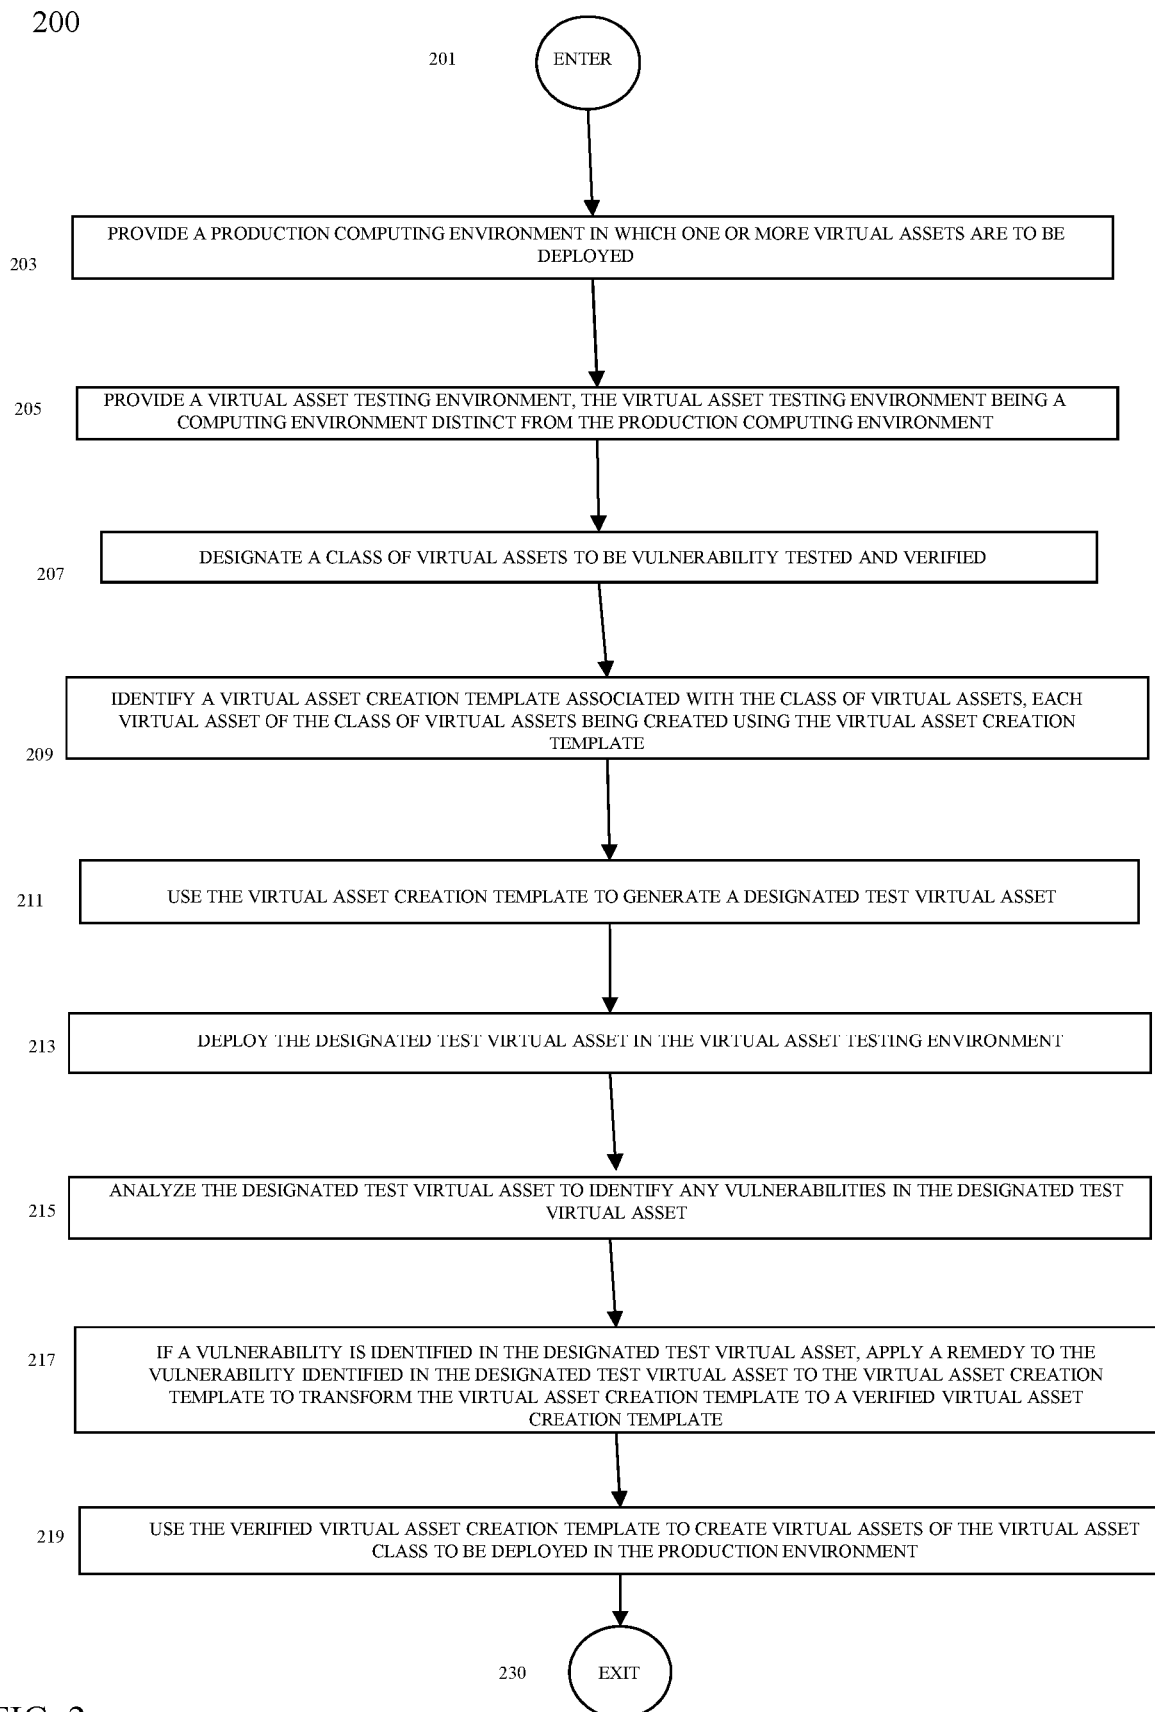 200
201
ENTER
PROVIDE A PRODUCTION COMPUTING ENVIRONMENT IN WHICH ONE OR MORE VIRTUAL ASSETS ARE TO BE
DEPLOYED
203
PROVIDE A VIRTUAL ASSET TESTING ENVIRONMENT, THE VIRTUAL ASSET TESTING ENVIRONMENT BEING A
COMPUTING ENVIRONMENT DISTINCT FROM THE PRODUCTION COMPUTING ENVIRONMENT
205
DESIGNATE A CLASS OF VIRTUAL ASSETS TO BE VULNERABILITY TESTED AND VERIFIED
207
IDENTIFY A VIRTUAL ASSET CREATION TEMPLATE ASSOCIATED WITH THE CLASS OF VIRTUAL ASSETS, EACH
VIRTUAL ASSET OF THE CLASS OF VIRTUAL ASSETS BEING CREATED USING THE VIRTUAL ASSET CREATION
TEMPLATE
209
USE THE VIRTUAL ASSET CREATION TEMPLATE TO GENERATE A DESIGNATED TEST VIRTUAL ASSET
211
DEPLOY THE DESIGNATED TEST VIRTUAL ASSET IN THE VIRTUAL ASSET TESTING ENVIRONMENT
213
ANALYZE THE DESIGNATED TEST VIRTUAL ASSET TO IDENTIFY ANY VULNERABILITIES IN THE DESIGNATED TEST
VIRTUAL ASSET
215
IF A VULNERABILITY IS IDENTIFIED IN THE DESIGNATED TEST VIRTUAL ASSET, APPLY A REMEDY TO THE
VULNERABILITY IDENTIFIED IN THE DESIGNATED TEST VIRTUAL ASSET TO THE VIRTUAL ASSET CREATION
TEMPLATE TO TRANSFORM THE VIRTUAL ASSET CREATION TEMPLATE TO A VERIFIED VIRTUAL ASSET
CREATION TEMPLATE
217
USE THE VERIFIED VIRTUAL ASSET CREATION TEMPLATE TO CREATE VIRTUAL ASSETS OF THE VIRTUAL ASSET
CLASS TO BE DEPLOYED IN THE PRODUCTION ENVIRONMENT
219
230
EXIT